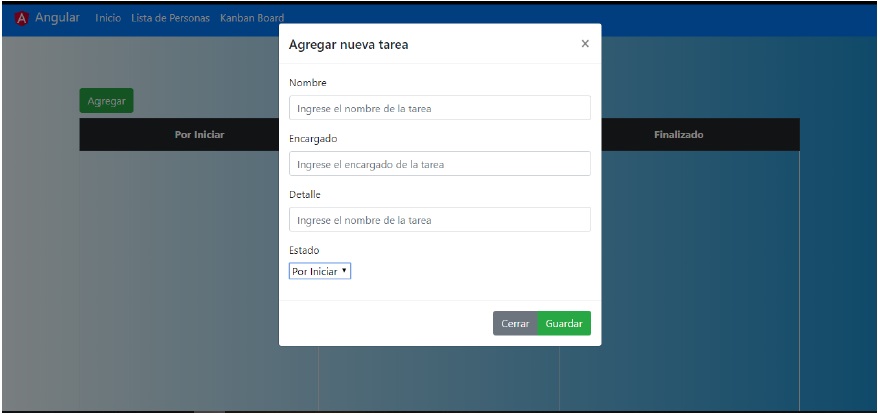 Angular Inicio Lista de Personas Kanban Board
Agregar nueva tarea ×
Nombre
Ingrese el nombre de la tarea
Encargado
Ingrese el encargado de la tarea
Detalle
Ingrese el nombre de la tarea
Estado
Por Iniciar
Cerrar Guardar
Agregar
Por Iniciar Finalizado